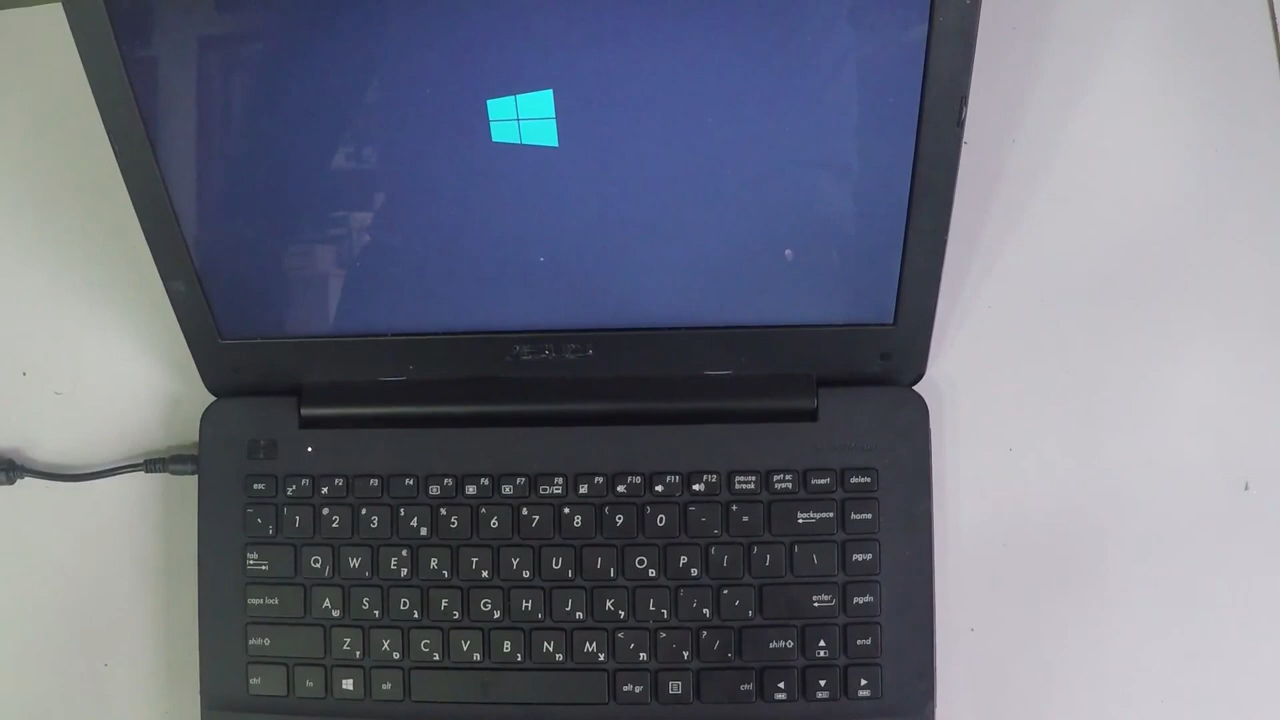 ASUS
esc z² F1 F2 F3 F4 F5 F6 F7 F8 F9 F10 F11 F12 pause break prt sc sysrq insert delete
~ ` ; ! 1 @ 2 # 3 $ 4 % 5 ^ 6 & 7 * 8 ( 9 ) 0 _ - + = backspace home
tab Q / W ' E € ק R ר T א Y ט U ו I ן O ם P פ { [ } ] | \ pgup
caps lock A ש S ד D ג F כ G ע H י J ח K ל L ך : ; ף " ' , enter pgdn
shift Z ז X ס C ב V ה B נ N מ M צ < , ת > . ץ ? / . shift end
ctrl fn alt alt gr ctrl